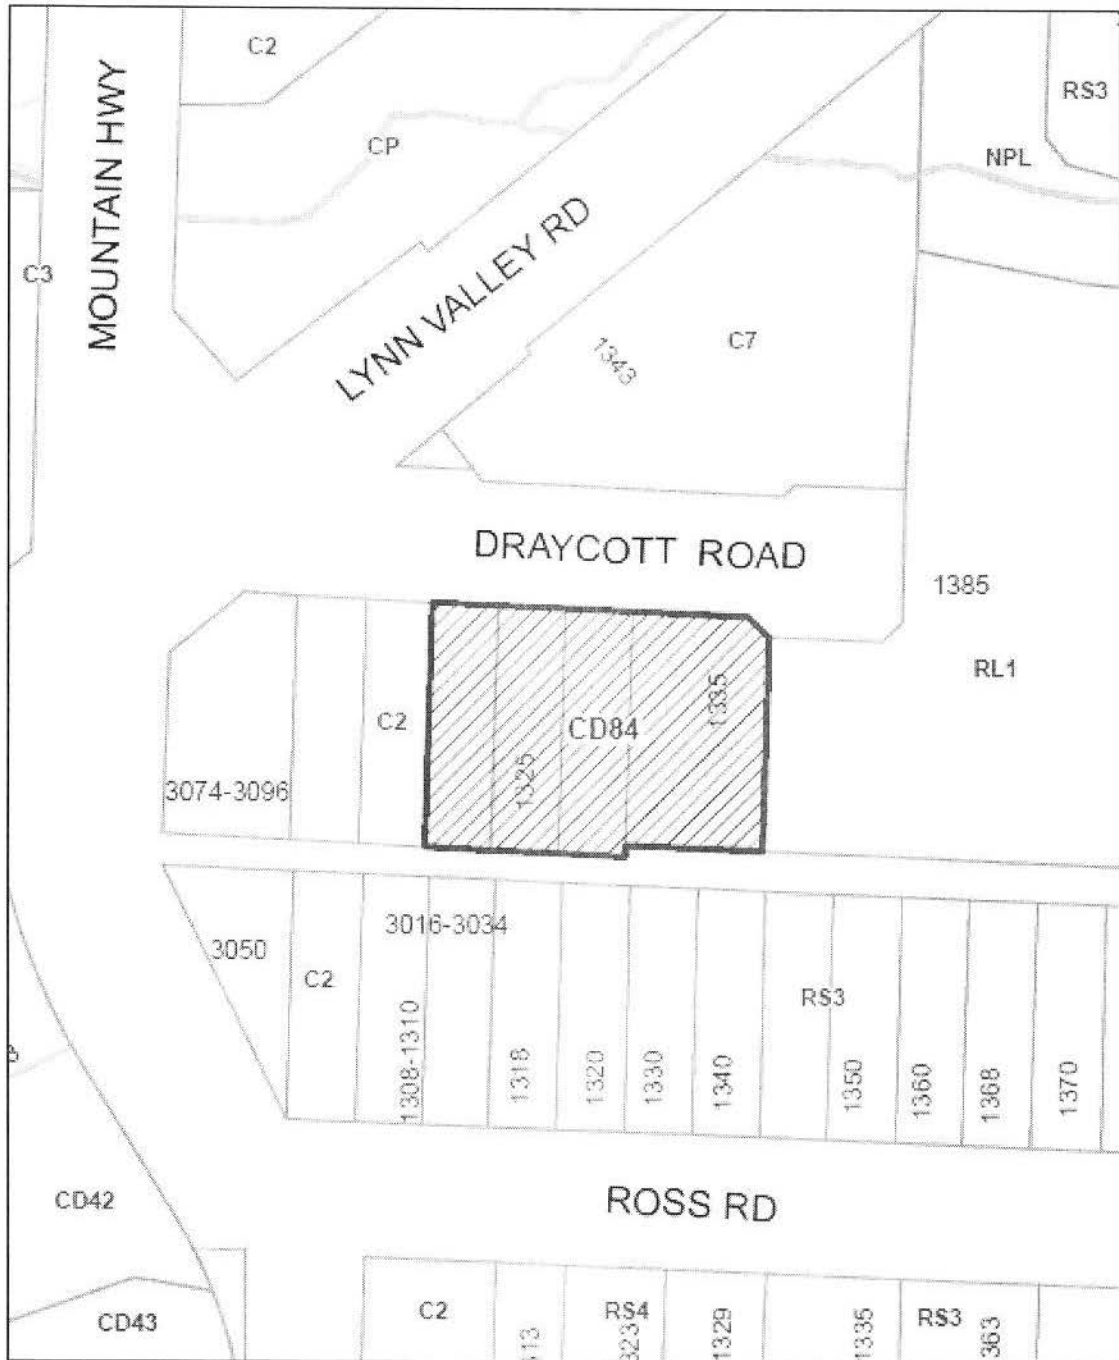 C2
MOUNTAIN HWY
RS3
CP
NPL
LYNN VALLEY RD
C3
C7
1343
DRAYCOTT ROAD
1385
RL1
C2
1335
CD84
1325
3074-3096
3016-3034
3050
C2
RS3
1308-1310
1318
1320
1330
1340
1350
1360
1368
1370
CD42
ROSS RD
CD43
C2
RS4
RS3
313
323
1329
1335
363